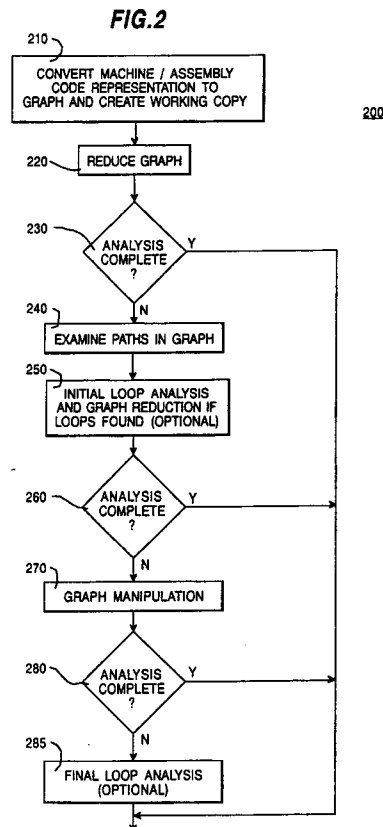 FIG.2
210
CONVERT MACHINE / ASSEMBLY
CODE REPRESENTATION TO
GRAPH AND CREATE WORKING COPY
200
220
REDUCE GRAPH
230
ANALYSIS
COMPLETE
?
Y
N
240
EXAMINE PATHS IN GRAPH
250
INITIAL LOOP ANALYSIS
AND GRAPH REDUCTION IF
LOOPS FOUND (OPTIONAL)
260
ANALYSIS
COMPLETE
?
Y
N
270
GRAPH MANIPULATION
280
ANALYSIS
COMPLETE
?
Y
N
285
FINAL LOOP ANALYSIS
(OPTIONAL)